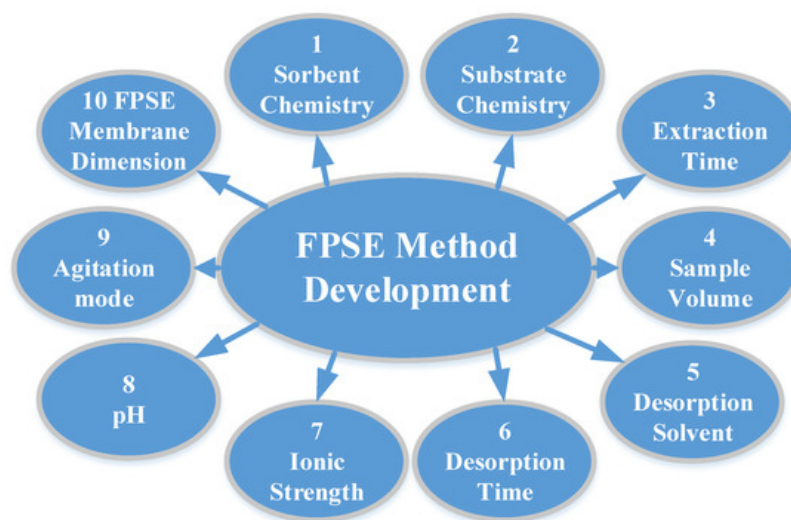 1
Sorbent
Chemistry
2
Substrate
Chemistry
3
Extraction
Time
4
Sample
Volume
5
Desorption
Solvent
6
Desorption
Time
7
Ionic
Strength
8
pH
9
Agitation
mode
10 FPSE
Membrane
Dimension
FPSE Method
Development